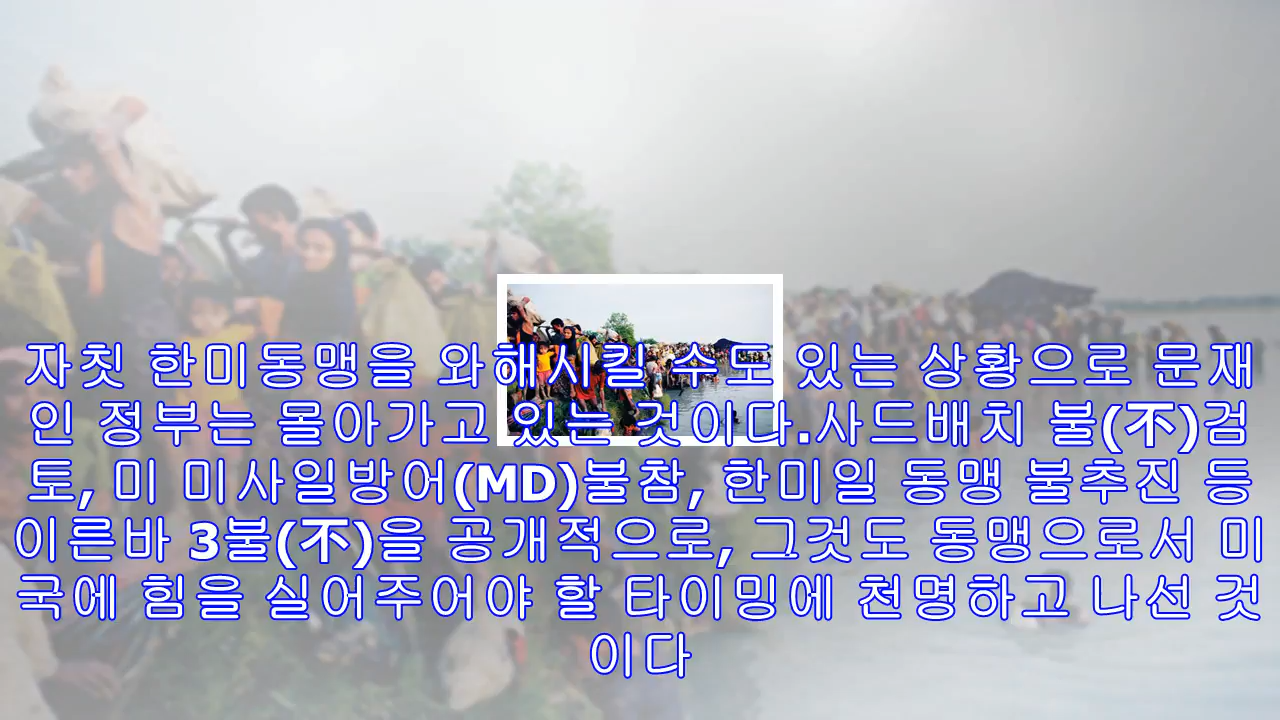 자칫 한미동맹을 와해시킬 수도 있는 상황으로 문재
인 정부는 몰아가고 있는 것이다.사드배치 불(不)검
토, 미 미사일방어(MD)불참, 한미일 동맹 불추진 등
이른바 3불(不)을 공개적으로, 그것도 동맹으로서 미
국에 힘을 실어주어야 할 타이밍에 천명하고 나선 것
이다